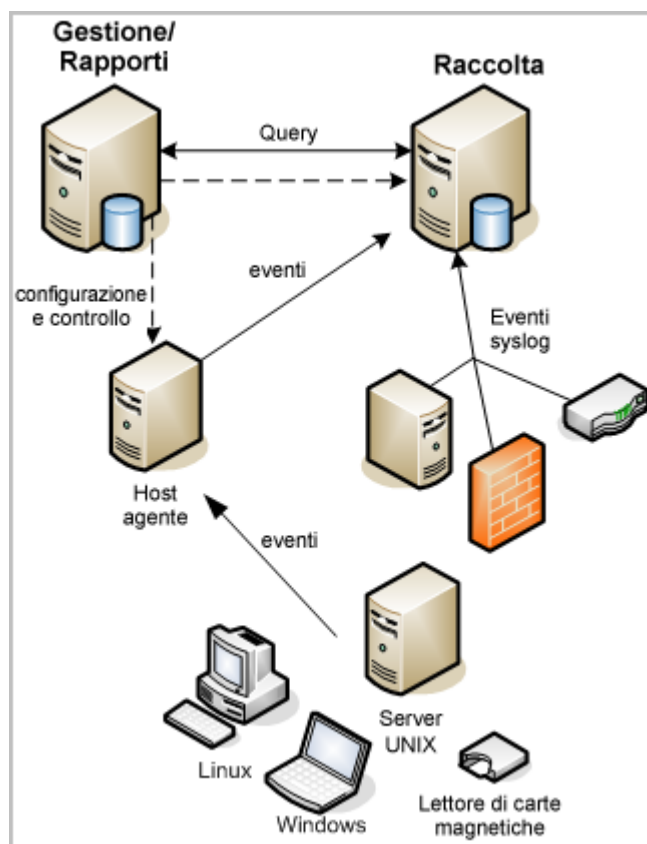 Gestione/
Rapporti
Raccolta
Query
eventi
configurazione
e controllo
Eventi
syslog
Host
agente
eventi
Server
UNIX
Linux
Windows
Lettore di carte
magnetiche